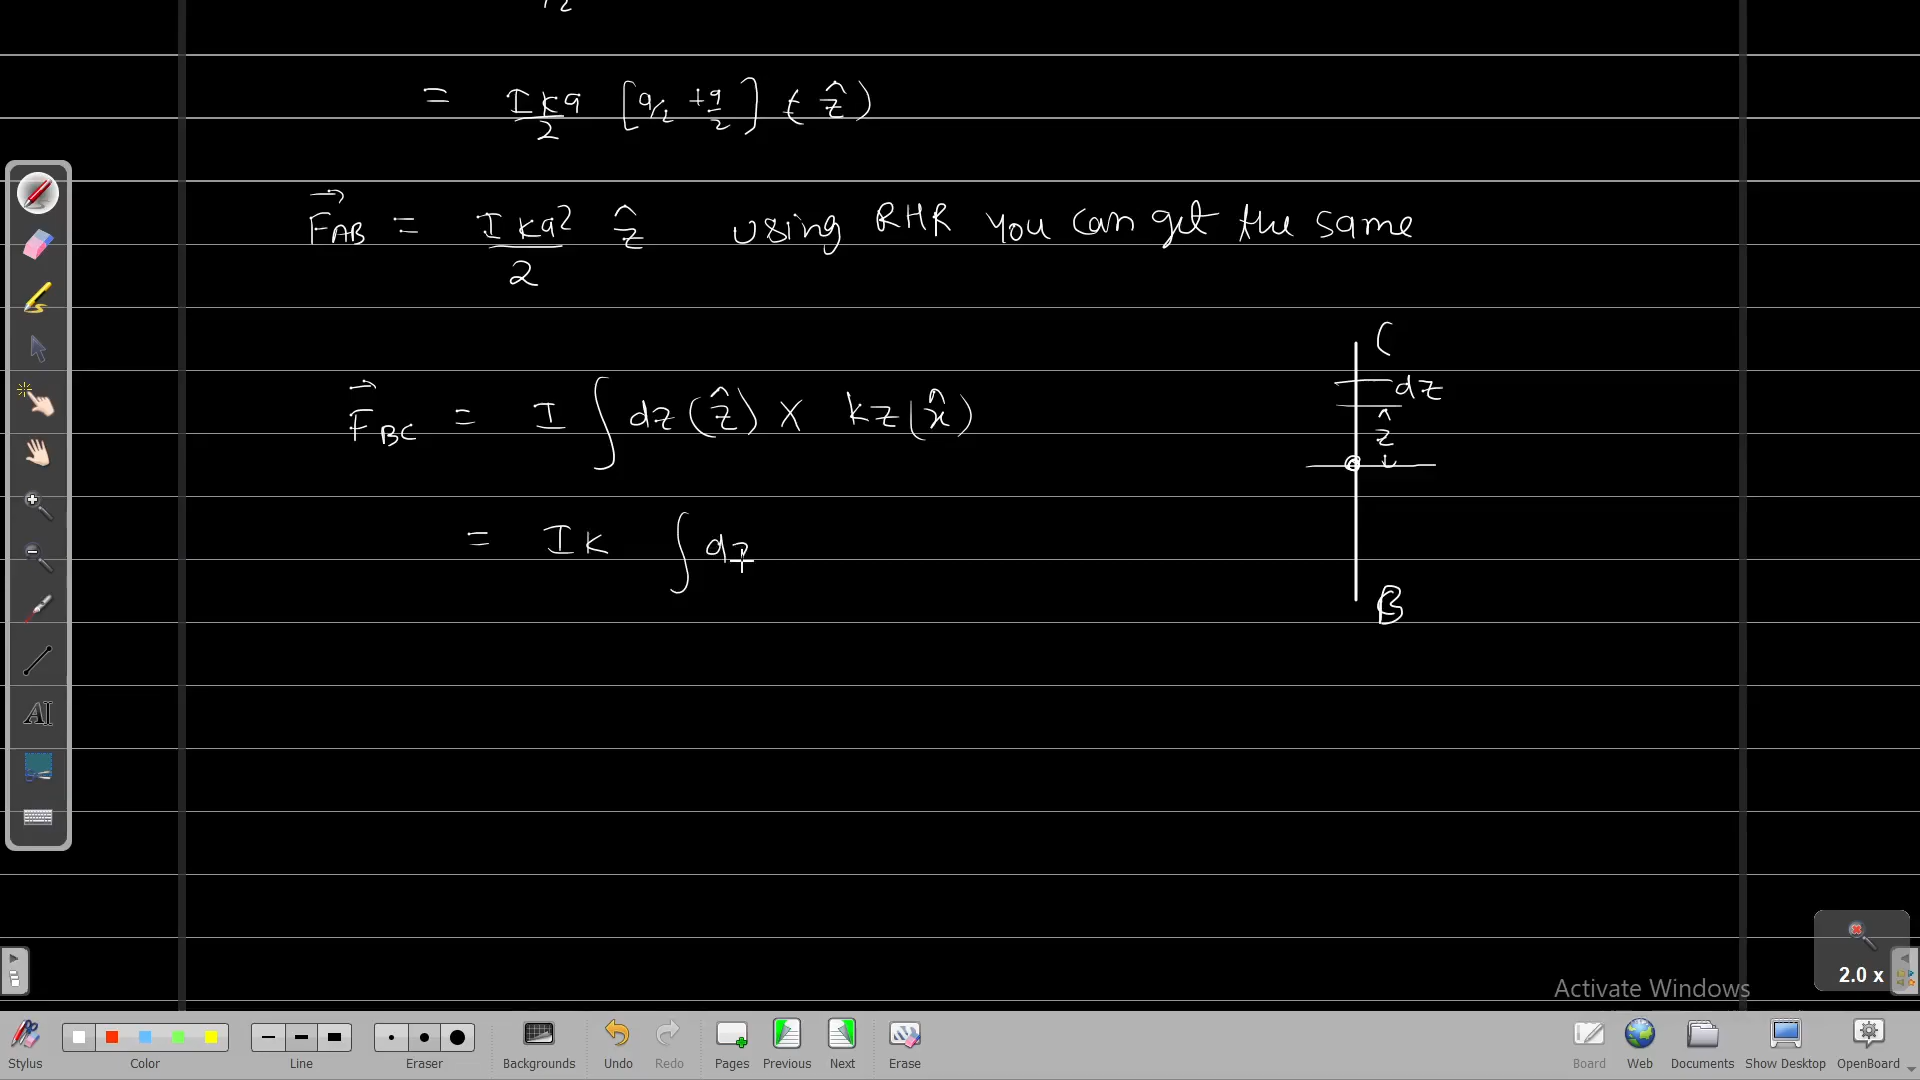 = Ika/2 [a/2 + a/2] (ẑ)
F⃗AB = Ika²/2 ẑ using RHR you can get the same
C
dz
F⃗BC = I ∫ dz(ẑ) X kz(x̂)
ẑ
= Ik ∫ dz
B
AI
2.0 x
Activate Windows
Stylus Color Line Eraser Backgrounds Undo Redo Pages Previous Next Erase Board Web Documents Show Desktop OpenBoard